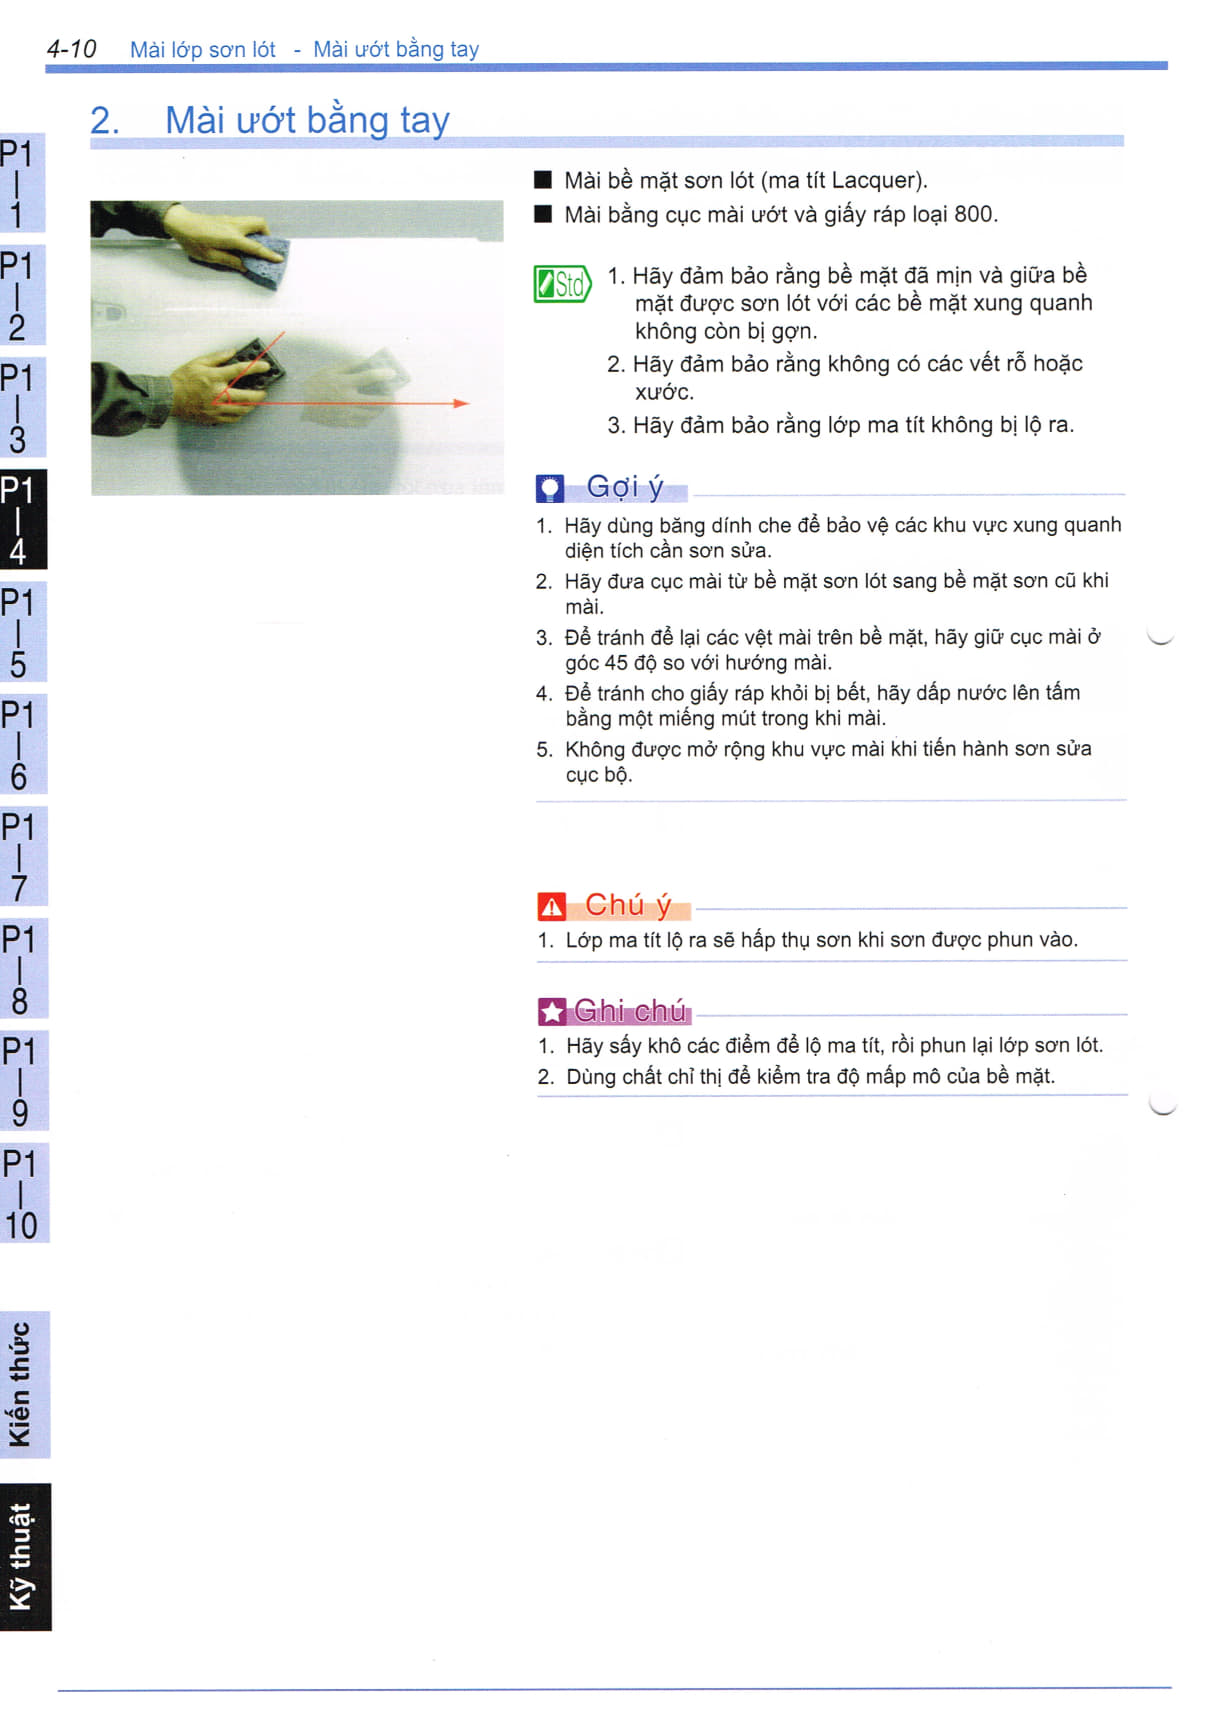 4-10 Mài lớp sơn lót - Mài ướt bằng tay
2. Mài ướt bằng tay
■ Mài bề mặt sơn lót (ma tít Lacquer).
■ Mài bằng cục mài ướt và giấy ráp loại 800.
Std 1. Hãy đảm bảo rằng bề mặt đã mịn và giữa bề
mặt được sơn lót với các bề mặt xung quanh
không còn bị gợn.
2. Hãy đảm bảo rằng không có các vết rỗ hoặc
xước.
3. Hãy đảm bảo rằng lớp ma tít không bị lộ ra.
Gợi ý
1. Hãy dùng băng dính che để bảo vệ các khu vực xung quanh
diện tích cần sơn sửa.
2. Hãy đưa cục mài từ bề mặt sơn lót sang bề mặt sơn cũ khi
mài.
3. Để tránh để lại các vệt mài trên bề mặt, hãy giữ cục mài ở
góc 45 độ so với hướng mài.
4. Để tránh cho giấy ráp khỏi bị bết, hãy dấp nước lên tấm
bằng một miếng mút trong khi mài.
5. Không được mở rộng khu vực mài khi tiến hành sơn sửa
cục bộ.
Chú ý
1. Lớp ma tít lộ ra sẽ hấp thụ sơn khi sơn được phun vào.
Ghi chú
1. Hãy sấy khô các điểm để lộ ma tít, rồi phun lại lớp sơn lót.
2. Dùng chất chỉ thị để kiểm tra độ mấp mô của bề mặt.
P1
1
P1
2
P1
3
P1
4
P1
5
P1
6
P1
7
P1
8
P1
9
P1
10
Kiến thức
Kỹ thuật